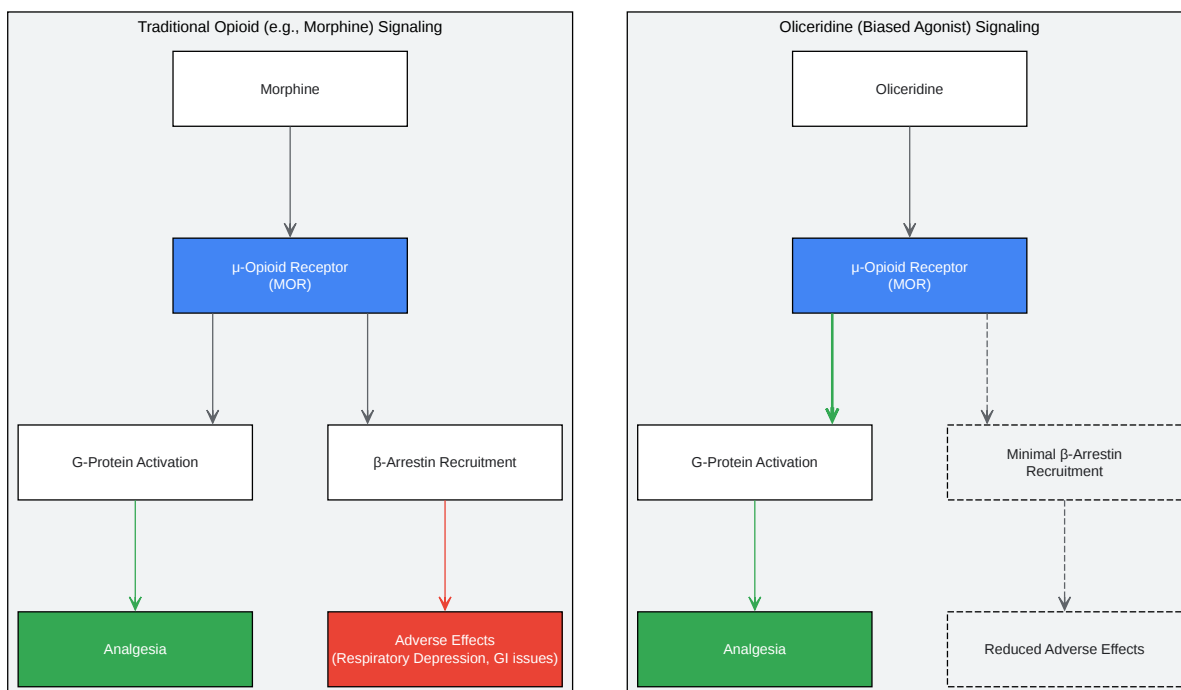 Traditional Opioid (e.g., Morphine) Signaling
Morphine
μ-Opioid Receptor
(MOR)
G-Protein Activation
β-Arrestin Recruitment
Analgesia
Adverse Effects
(Respiratory Depression, GI issues)
Oliceridine (Biased Agonist) Signaling
Oliceridine
μ-Opioid Receptor
(MOR)
G-Protein Activation
Minimal β-Arrestin
Recruitment
Analgesia
Reduced Adverse Effects